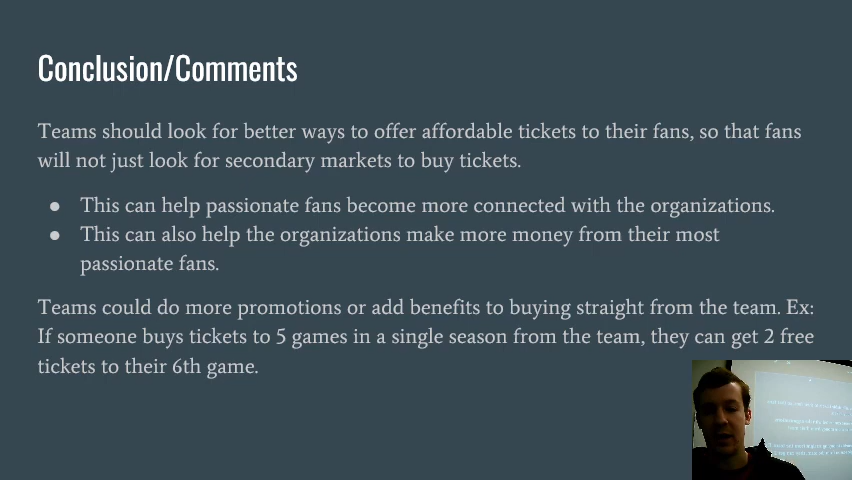 Conclusion/Comments
Teams should look for better ways to offer affordable tickets to their fans, so that fans
will not just look for secondary markets to buy tickets.
● This can help passionate fans become more connected with the organizations.
● This can also help the organizations make more money from their most
passionate fans.
Teams could do more promotions or add benefits to buying straight from the team. Ex:
If someone buys tickets to 5 games in a single season from the team, they can get 2 free
tickets to their 6th game.